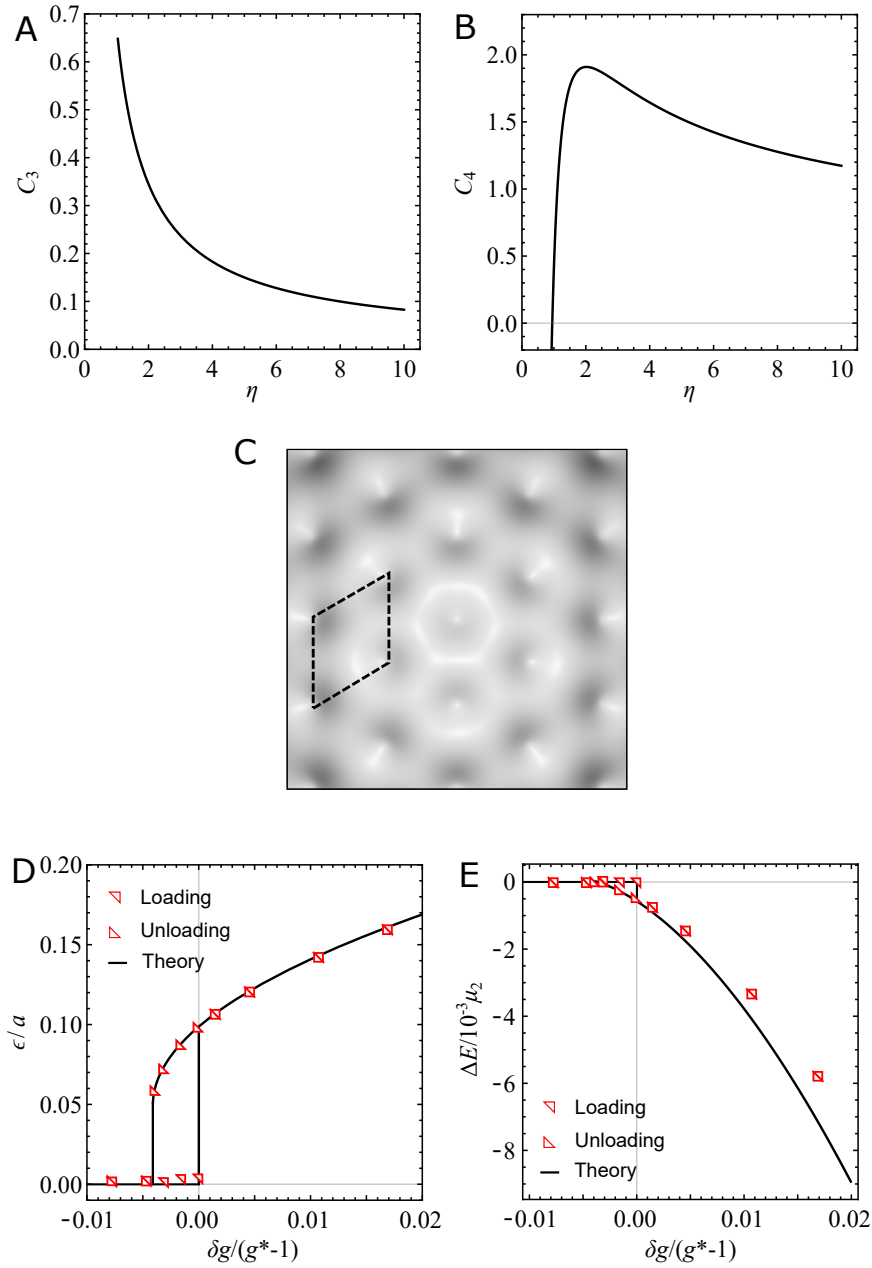 A
0.7
0.6
0.5
0.4
0.3
0.2
0.1
0.0
C3
0 2 4 6 8 10
η
B
2.0
1.5
1.0
0.5
0.0
C4
0 2 4 6 8 10
η
C
D
0.20
0.15
0.10
0.05
0.00
ϵ/a
Loading
Unloading
Theory
-0.01 0.00 0.01 0.02
δg/(g*-1)
E
0
-2
-4
-6
-8
ΔE/10⁻³μ₂
Loading
Unloading
Theory
-0.01 0.00 0.01 0.02
δg/(g*-1)